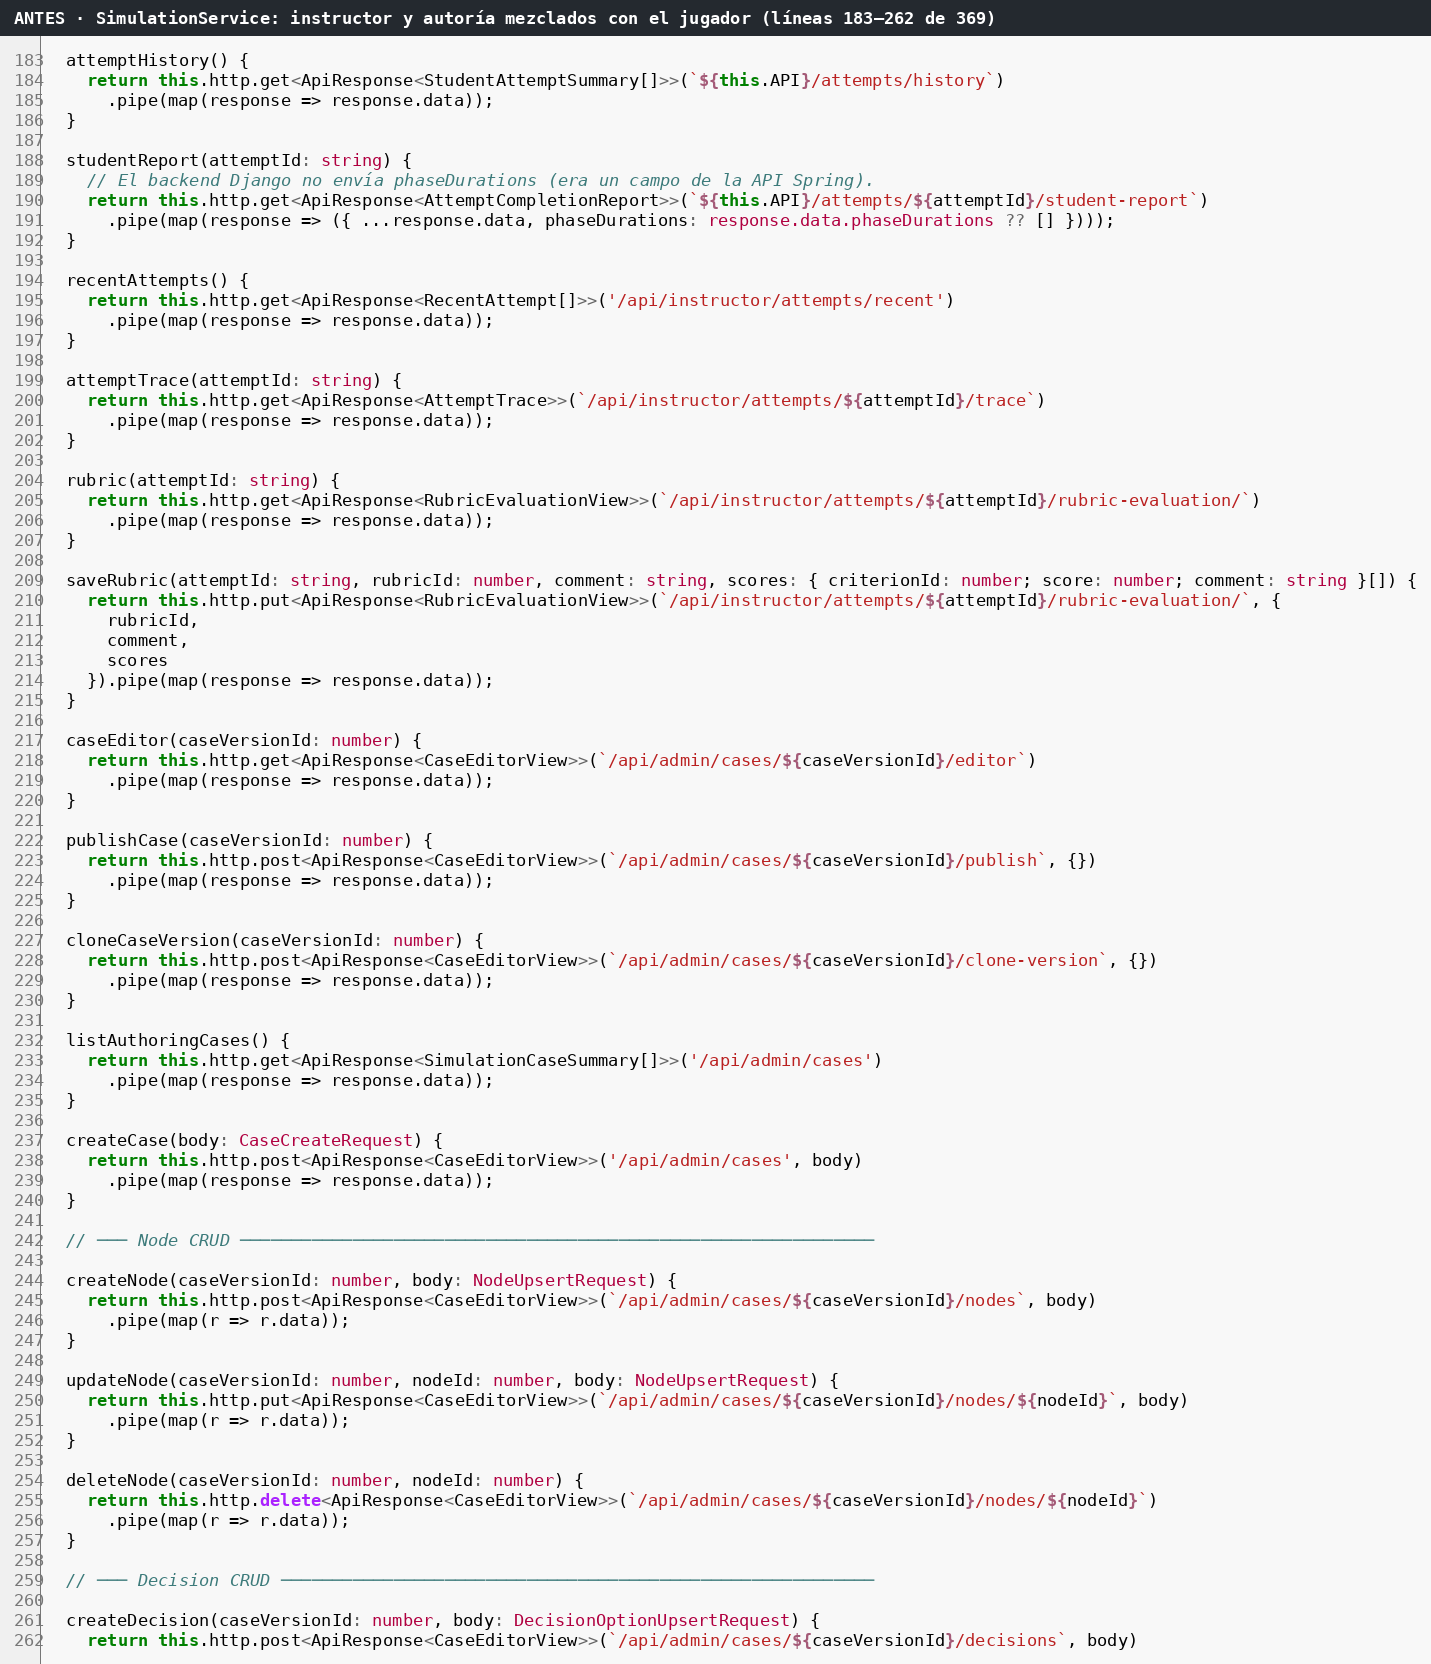 ANTES · SimulationService: instructor y autoría mezclados con el jugador (líneas 183–262 de 369)
183 attemptHistory() {
184   return this.http.get<ApiResponse<StudentAttemptSummary[]>>(`${this.API}/attempts/history`)
185     .pipe(map(response => response.data));
186 }
187
188 studentReport(attemptId: string) {
189   // El backend Django no envía phaseDurations (era un campo de la API Spring).
190   return this.http.get<ApiResponse<AttemptCompletionReport>>(`${this.API}/attempts/${attemptId}/student-report`)
191     .pipe(map(response => ({ ...response.data, phaseDurations: response.data.phaseDurations ?? [] })));
192 }
193
194 recentAttempts() {
195   return this.http.get<ApiResponse<RecentAttempt[]>>('/api/instructor/attempts/recent')
196     .pipe(map(response => response.data));
197 }
198
199 attemptTrace(attemptId: string) {
200   return this.http.get<ApiResponse<AttemptTrace>>(`/api/instructor/attempts/${attemptId}/trace`)
201     .pipe(map(response => response.data));
202 }
203
204 rubric(attemptId: string) {
205   return this.http.get<ApiResponse<RubricEvaluationView>>(`/api/instructor/attempts/${attemptId}/rubric-evaluation/`)
206     .pipe(map(response => response.data));
207 }
208
209 saveRubric(attemptId: string, rubricId: number, comment: string, scores: { criterionId: number; score: number; comment: string }[]) {
210   return this.http.put<ApiResponse<RubricEvaluationView>>(`/api/instructor/attempts/${attemptId}/rubric-evaluation/`, {
211     rubricId,
212     comment,
213     scores
214   }).pipe(map(response => response.data));
215 }
216
217 caseEditor(caseVersionId: number) {
218   return this.http.get<ApiResponse<CaseEditorView>>(`/api/admin/cases/${caseVersionId}/editor`)
219     .pipe(map(response => response.data));
220 }
221
222 publishCase(caseVersionId: number) {
223   return this.http.post<ApiResponse<CaseEditorView>>(`/api/admin/cases/${caseVersionId}/publish`, {})
224     .pipe(map(response => response.data));
225 }
226
227 cloneCaseVersion(caseVersionId: number) {
228   return this.http.post<ApiResponse<CaseEditorView>>(`/api/admin/cases/${caseVersionId}/clone-version`, {})
229     .pipe(map(response => response.data));
230 }
231
232 listAuthoringCases() {
233   return this.http.get<ApiResponse<SimulationCaseSummary[]>>('/api/admin/cases')
234     .pipe(map(response => response.data));
235 }
236
237 createCase(body: CaseCreateRequest) {
238   return this.http.post<ApiResponse<CaseEditorView>>('/api/admin/cases', body)
239     .pipe(map(response => response.data));
240 }
241
242 // ─── Node CRUD ──────────────────────────────────────────────────────────────
243
244 createNode(caseVersionId: number, body: NodeUpsertRequest) {
245   return this.http.post<ApiResponse<CaseEditorView>>(`/api/admin/cases/${caseVersionId}/nodes`, body)
246     .pipe(map(r => r.data));
247 }
248
249 updateNode(caseVersionId: number, nodeId: number, body: NodeUpsertRequest) {
250   return this.http.put<ApiResponse<CaseEditorView>>(`/api/admin/cases/${caseVersionId}/nodes/${nodeId}`, body)
251     .pipe(map(r => r.data));
252 }
253
254 deleteNode(caseVersionId: number, nodeId: number) {
255   return this.http.delete<ApiResponse<CaseEditorView>>(`/api/admin/cases/${caseVersionId}/nodes/${nodeId}`)
256     .pipe(map(r => r.data));
257 }
258
259 // ─── Decision CRUD ──────────────────────────────────────────────────────────
260
261 createDecision(caseVersionId: number, body: DecisionOptionUpsertRequest) {
262   return this.http.post<ApiResponse<CaseEditorView>>(`/api/admin/cases/${caseVersionId}/decisions`, body)